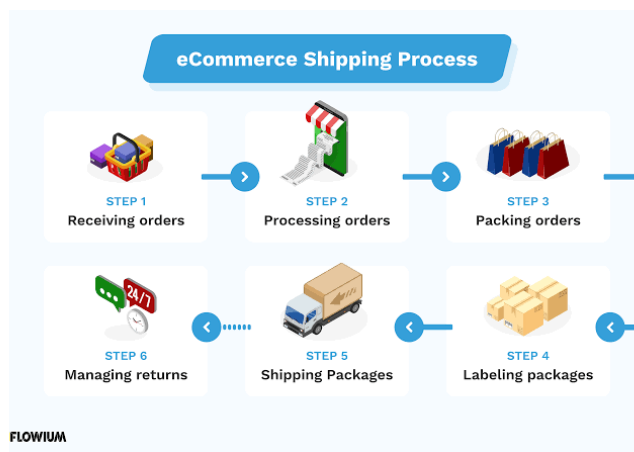 eCommerce Shipping Process
STEP 1
Receiving orders
STEP 2
Processing orders
STEP 3
Packing orders
24/7
STEP 6
Managing returns
STEP 5
Shipping Packages
STEP 4
Labeling packages
FLOWIUM